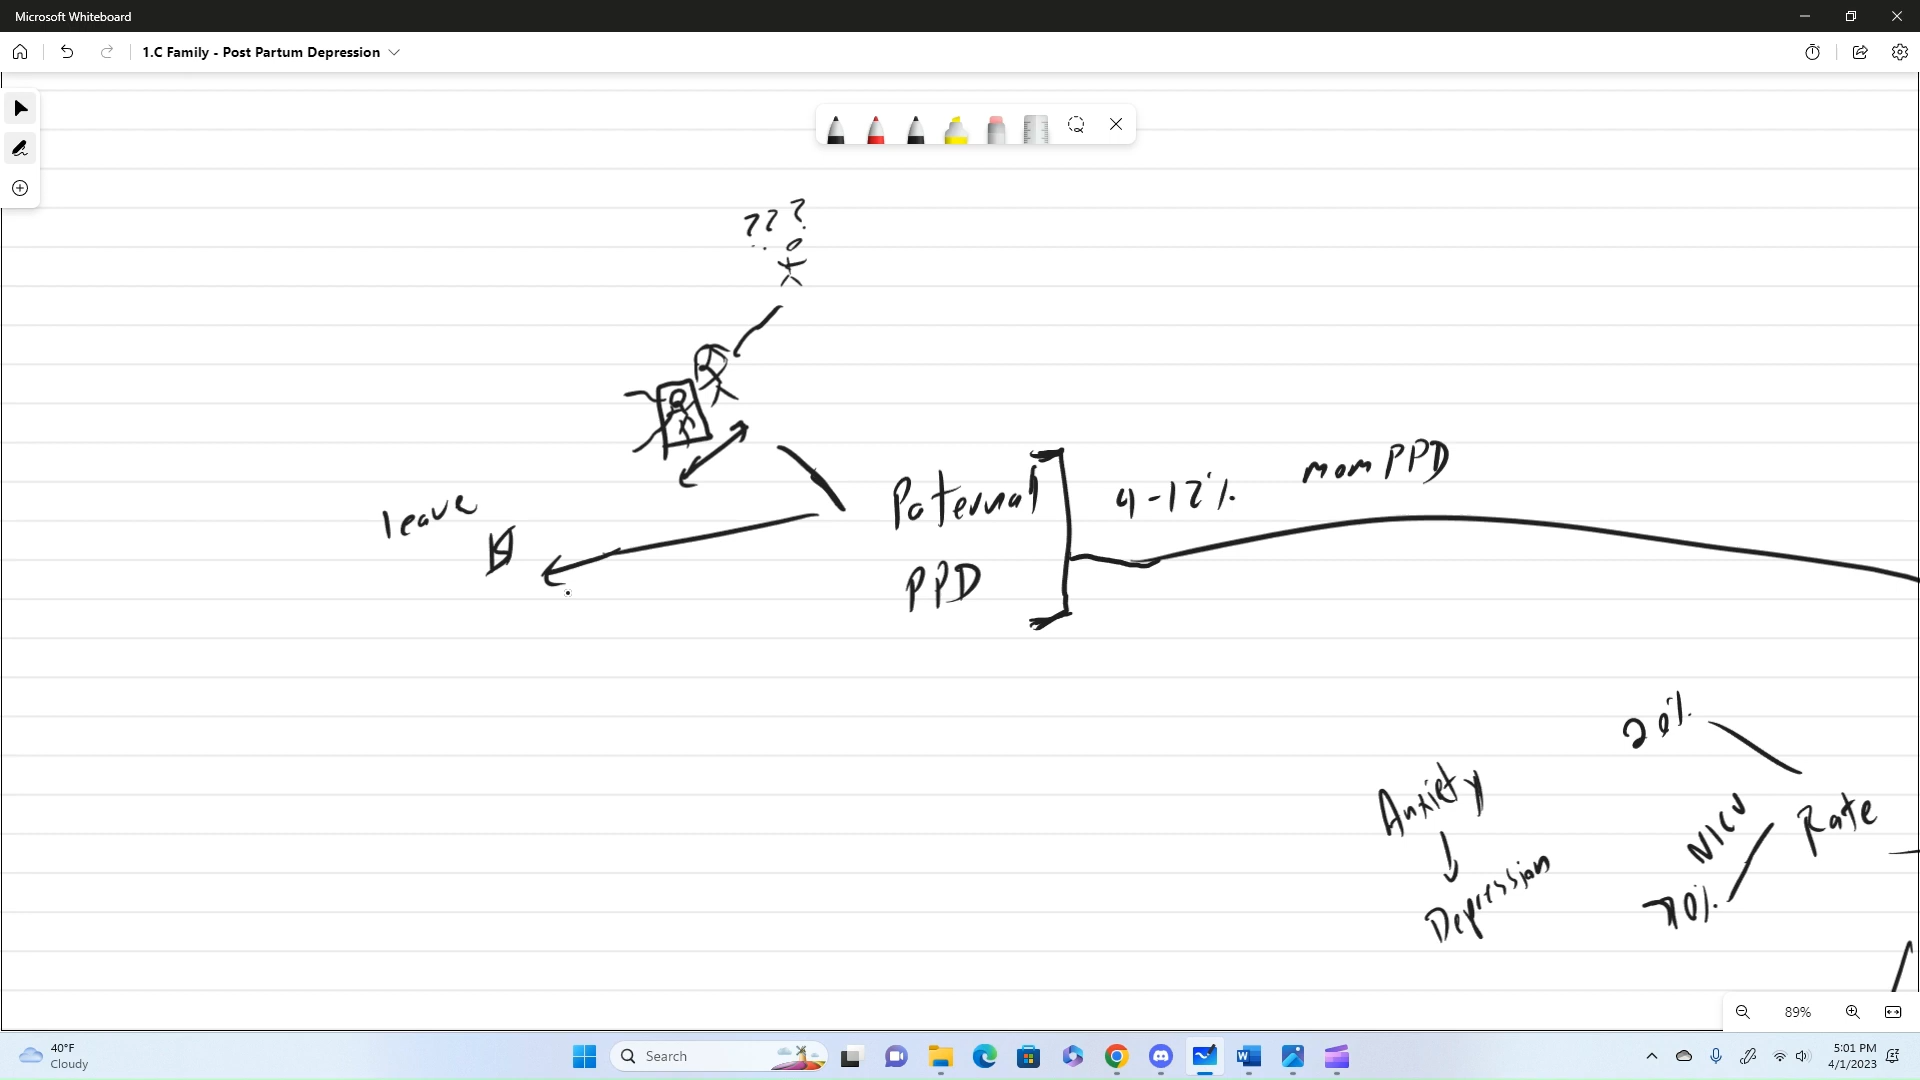 Microsoft Whiteboard
1.C Family - Post Partum Depression
???
leave
Paternal
PPD
4-12%
mom PPD
20%
Rate
NICU
70%
Anxiety
Depression
89%
40°F
Cloudy
Search
5:01 PM
4/1/2023